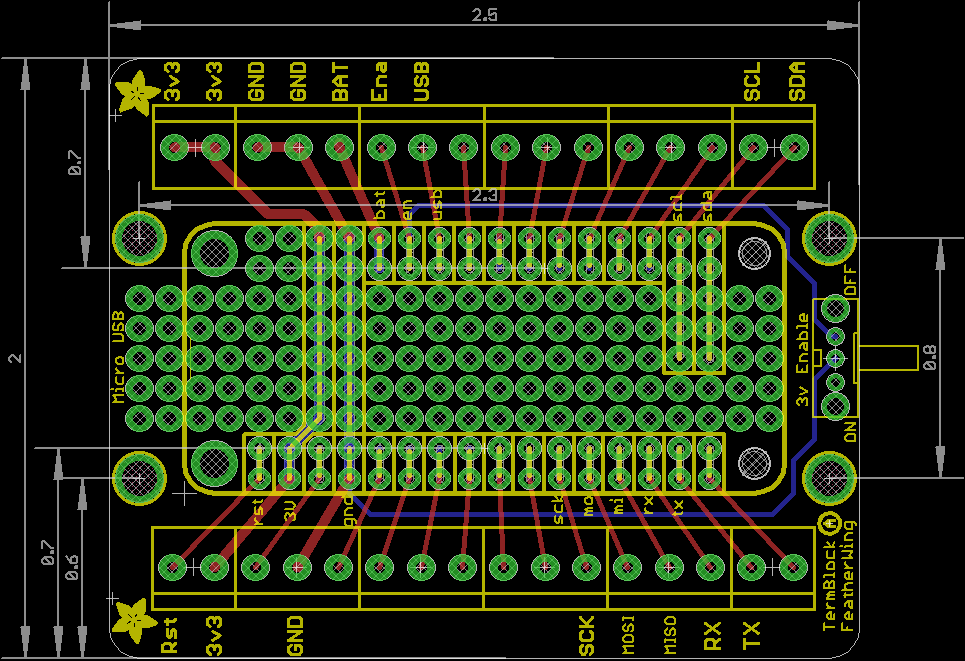 2.5
3v3 3v3 GND GND BAT Ena USB SCL SDA
0.7
2.3
bat en usb scl sda
OFF
Micro USB
3v Enable
2
0.8
ON
rst 3V gnd sck mo mi rx tx
0.7
0.6
TermBlock
FeatherWing
Rst 3v3 GND SCK MOSI MISO RX TX